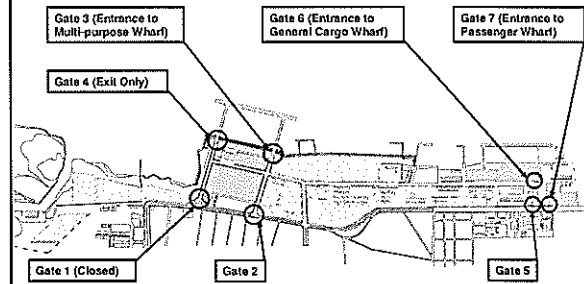 Gate 3 (Entrance to
Multi-purpose Wharf)
Gate 6 (Entrance to
General Cargo Wharf)
Gate 7 (Entranco to
Passenger Wharf)
Gate 4 (Exit Only)
Gate 1 (Closed)
Gate 2
Gate 5